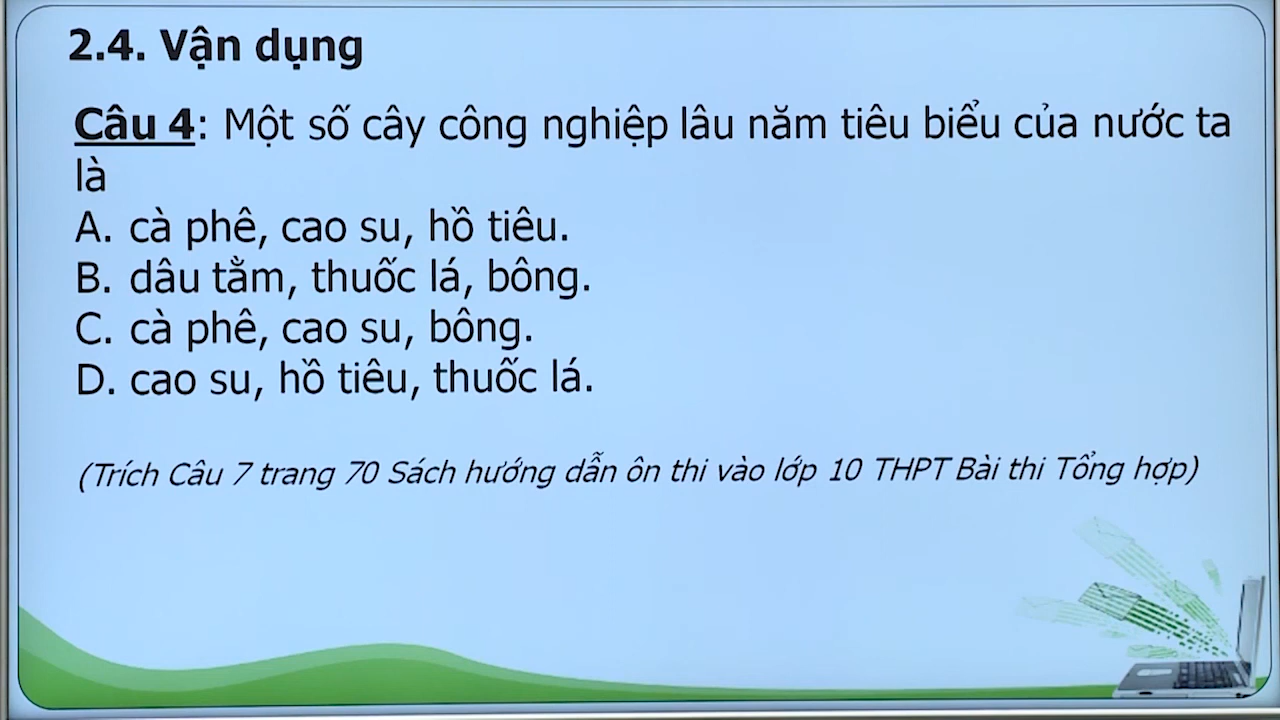 2.4. Vận dụng
Câu 4: Một số cây công nghiệp lâu năm tiêu biểu của nước ta
là
A. cà phê, cao su, hồ tiêu.
B. dâu tằm, thuốc lá, bông.
C. cà phê, cao su, bông.
D. cao su, hồ tiêu, thuốc lá.
(Trích Câu 7 trang 70 Sách hướng dẫn ôn thi vào lớp 10 THPT Bài thi Tổng hợp)